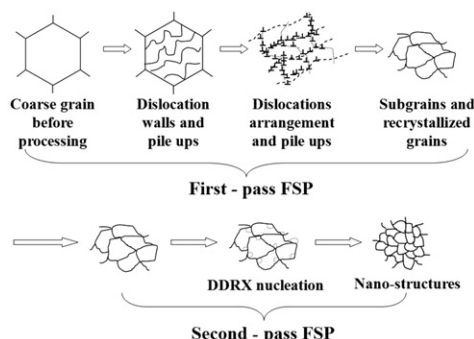 Coarse grain before processing
Dislocation walls and pile ups
Dislocations arrangement and pile ups
Subgrains and recrystallized grains
First - pass FSP
DDRX nucleation
Nano-structures
Second - pass FSP